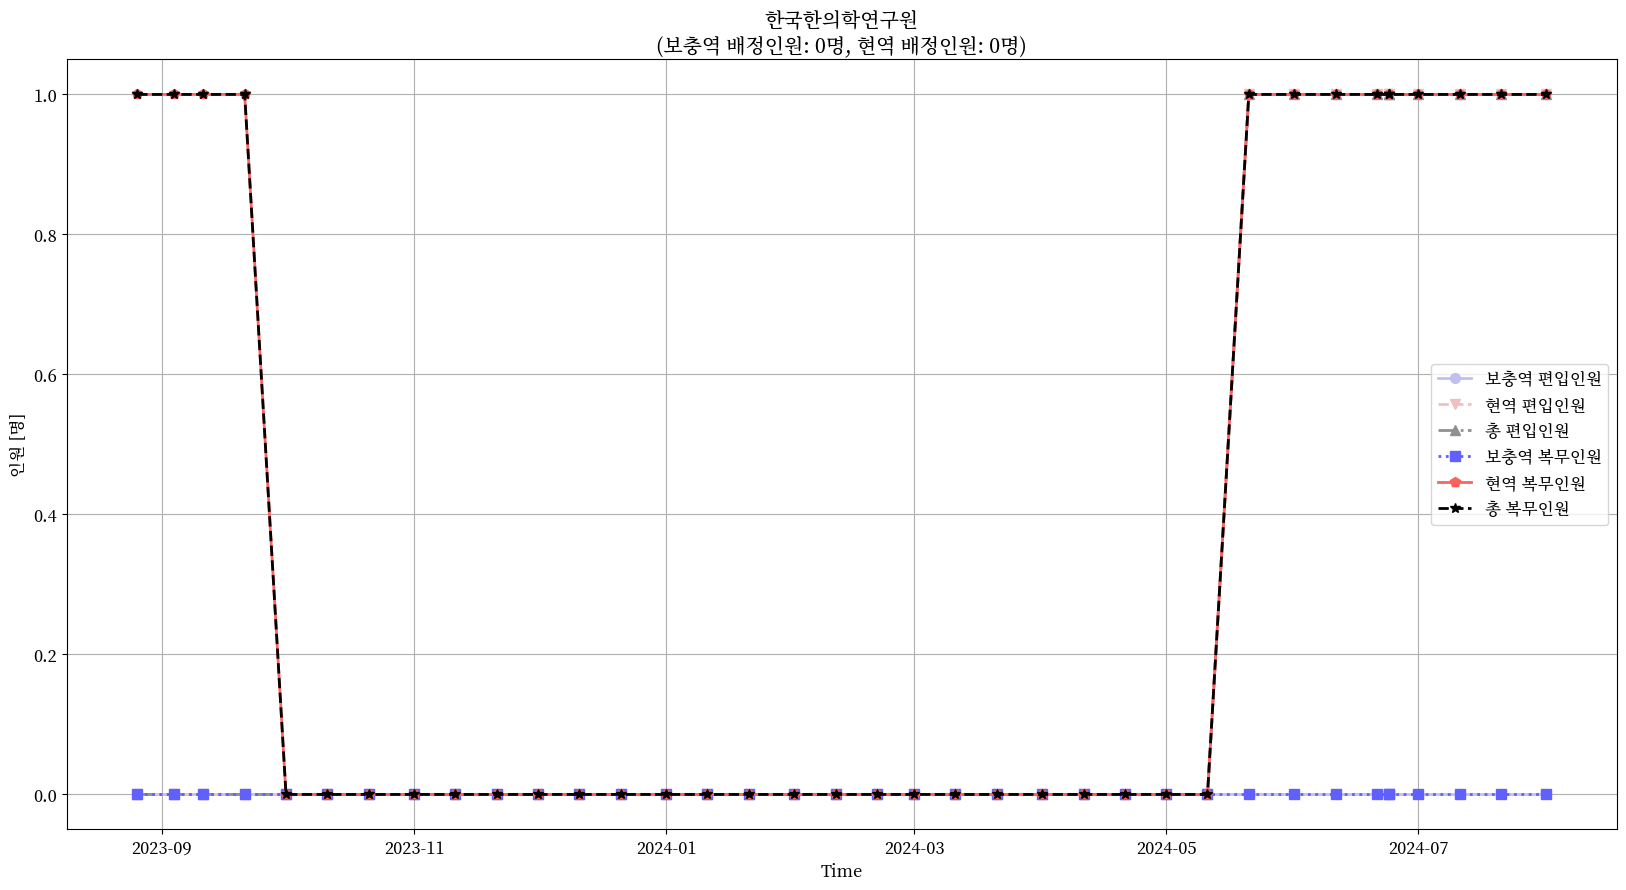 한국한의학연구원
(보충역 배정인원: 0명, 현역 배정인원: 0명)
1.0
0.8
0.6
0.4
0.2
0.0
인원 [명]
보충역 편입인원
현역 편입인원
총 편입인원
보충역 복무인원
현역 복무인원
총 복무인원
2023-09
2023-11
2024-01
2024-03
2024-05
2024-07
Time